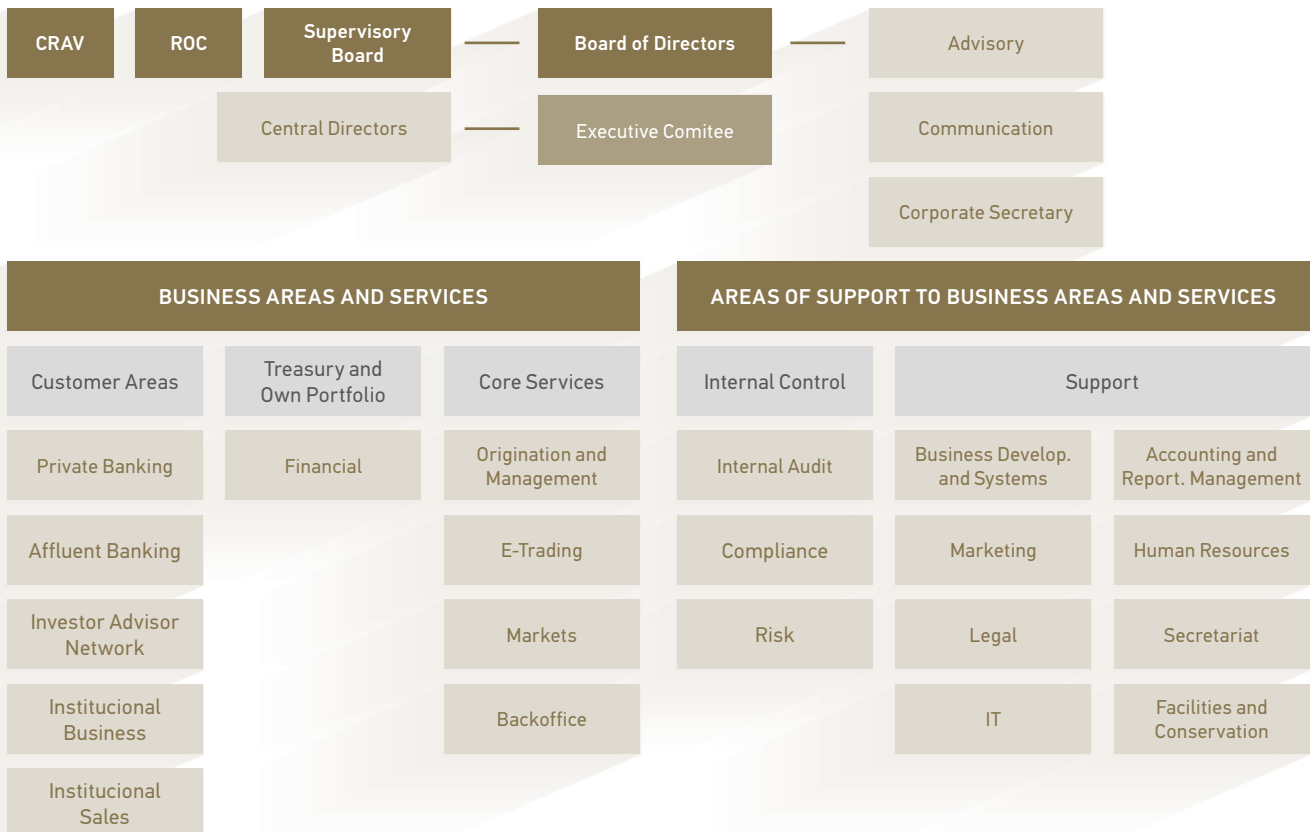 CRAV
ROC
Supervisory
Board
Board of Directors
Advisory
Central Directors
Executive Comitee
Communication
Corporate Secretary
BUSINESS AREAS AND SERVICES
AREAS OF SUPPORT TO BUSINESS AREAS AND SERVICES
Customer Areas
Treasury and
Own Portfolio
Core Services
Internal Control
Support
Private Banking
Financial
Origination and
Management
Internal Audit
Business Develop.
and Systems
Accounting and
Report. Management
Affluent Banking
E-Trading
Compliance
Marketing
Human Resources
Investor Advisor
Network
Markets
Risk
Legal
Secretariat
Institucional
Business
Backoffice
IT
Facilities and
Conservation
Institucional
Sales